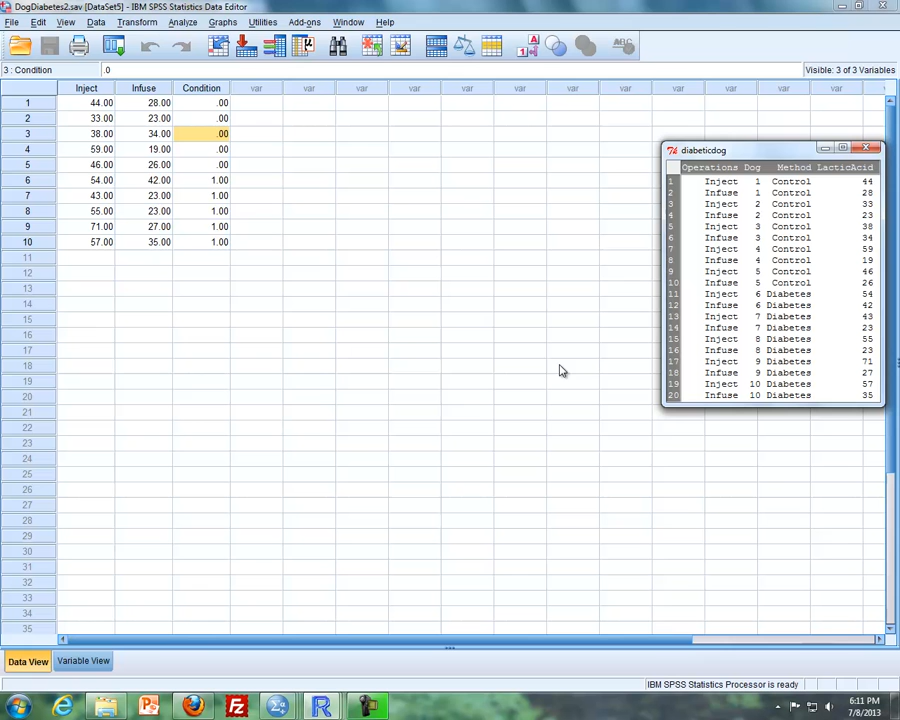 DogDiabetes2.sav [DataSet5] - IBM SPSS Statistics Data Editor
File Edit View Data Transform Analyze Graphs Utilities Add-ons Window Help
3 : Condition .0 Visible: 3 of 3 Variables
Inject Infuse Condition var var var var var var var var var var var var
1 44.00 28.00 .00
2 33.00 23.00 .00
3 38.00 34.00 .00
4 59.00 19.00 .00
5 46.00 26.00 .00
6 54.00 42.00 1.00
7 43.00 23.00 1.00
8 55.00 23.00 1.00
9 71.00 27.00 1.00
10 57.00 35.00 1.00
11
12
13
14
15
16
17
18
19
20
21
22
23
24
25
26
27
28
29
30
31
32
33
34
35
diabeticdog
Operations Dog Method LacticAcid
1 Inject 1 Control 44
2 Infuse 1 Control 28
3 Inject 2 Control 33
4 Infuse 2 Control 23
5 Inject 3 Control 38
6 Infuse 3 Control 34
7 Inject 4 Control 59
8 Infuse 4 Control 19
9 Inject 5 Control 46
10 Infuse 5 Control 26
11 Inject 6 Diabetes 54
12 Infuse 6 Diabetes 42
13 Inject 7 Diabetes 43
14 Infuse 7 Diabetes 23
15 Inject 8 Diabetes 55
16 Infuse 8 Diabetes 23
17 Inject 9 Diabetes 71
18 Infuse 9 Diabetes 27
19 Inject 10 Diabetes 57
20 Infuse 10 Diabetes 35
Data View Variable View
IBM SPSS Statistics Processor is ready
6:11 PM
7/8/2013